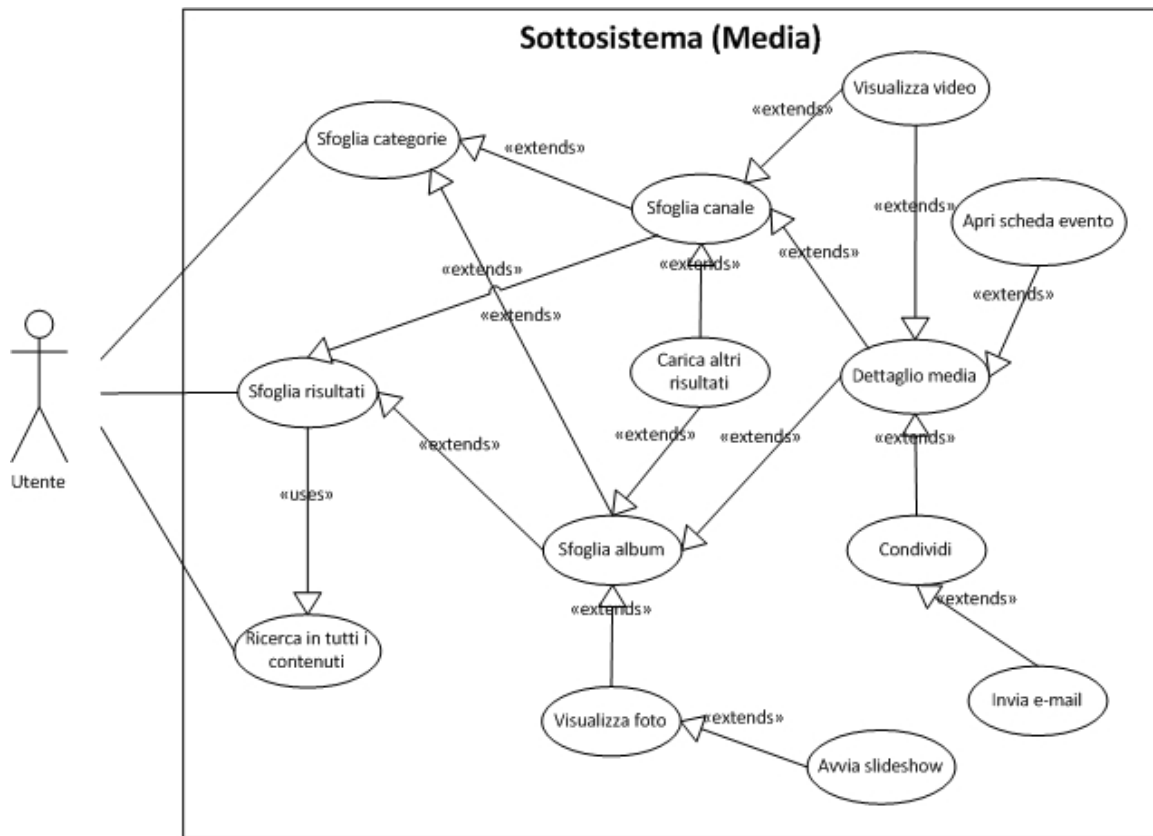 Sottosistema (Media)
Visualizza video
«extends»
Sfoglia categorie
«extends»
Sfoglia canale
«extends»
Apri scheda evento
«extends»
«extends»
«extends»
«extends»
«extends»
Carica altri
risultati
Dettaglio media
Sfoglia risultati
«extends»
«extends»
«extends»
«extends»
Utente
«uses»
Sfoglia album
Condividi
«extends»
«extends»
Ricerca in tutti i
contenuti
Invia e-mail
Visualizza foto
«extends»
Avvia slideshow